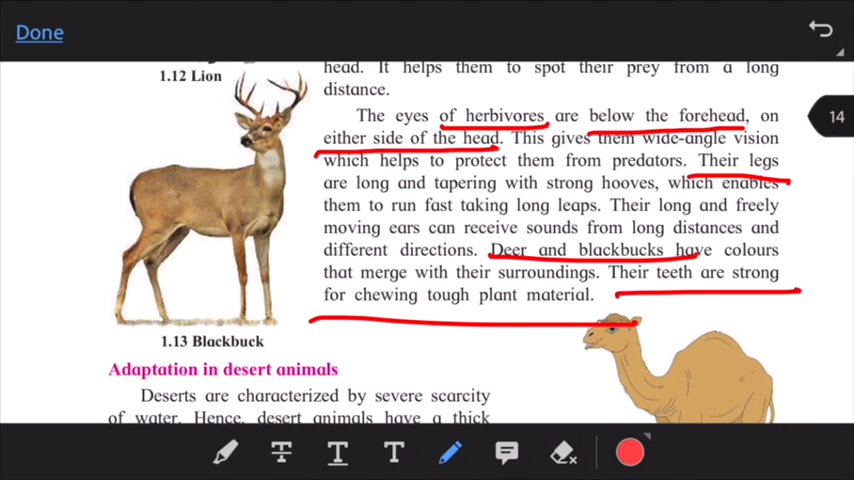 Done
1.12 Lion
head. It helps them to spot their prey from a long
distance.
The eyes of herbivores are below the forehead, on
either side of the head. This gives them wide-angle vision
which helps to protect them from predators. Their legs
are long and tapering with strong hooves, which enables
them to run fast taking long leaps. Their long and freely
moving ears can receive sounds from long distances and
different directions. Deer and blackbucks have colours
that merge with their surroundings. Their teeth are strong
for chewing tough plant material.
14
1.13 Blackbuck
Adaptation in desert animals
Deserts are characterized by severe scarcity
of water. Hence, desert animals have a thick
T
T
T